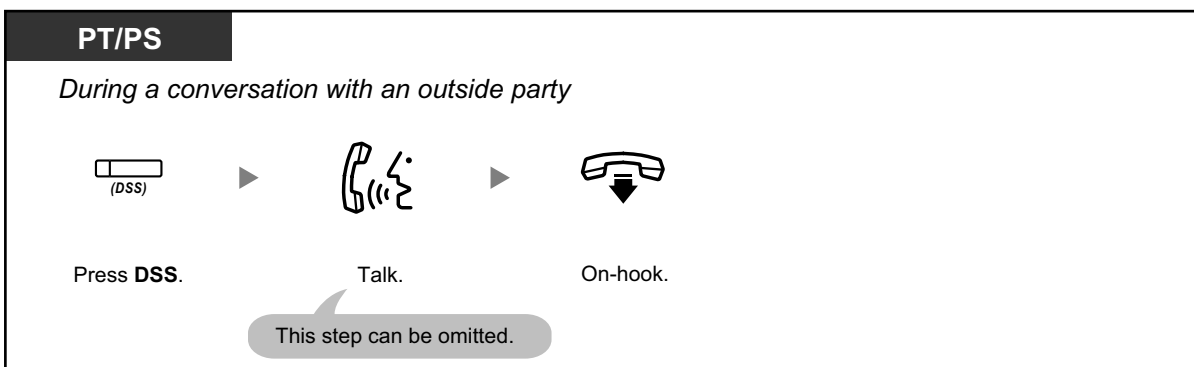 PT/PS
During a conversation with an outside party
(DSS)
Press DSS.
Talk.
On-hook.
This step can be omitted.